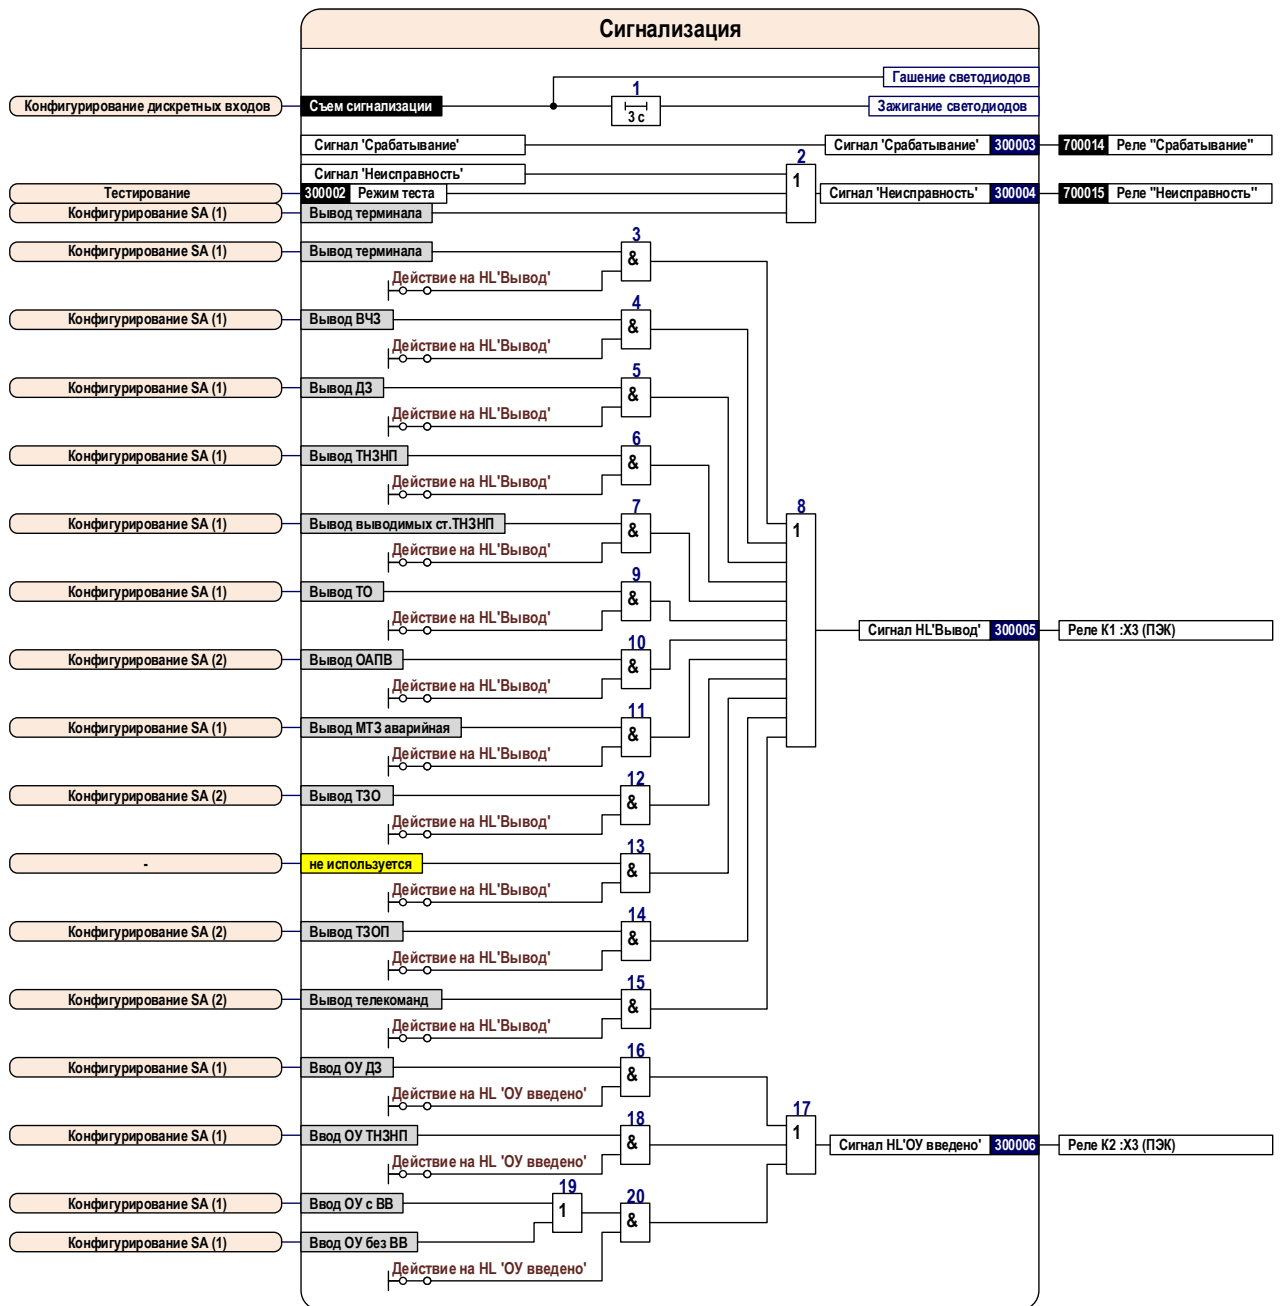 Сигнализация
Гашение светодиодов
1
Конфигурирование дискретных входов
Съем сигнализации
3 с
Зажигание светодиодов
Сигнал 'Срабатывание'
Сигнал 'Срабатывание' 300003
700014 Реле "Срабатывание"
Сигнал 'Неисправность'
2
1
Тестирование
300002 Режим теста
Сигнал 'Неисправность' 300004
700015 Реле "Неисправность"
Конфигурирование SA (1)
Вывод терминала
3
Конфигурирование SA (1)
Вывод терминала
&
Действие на HL'Вывод'
4
Конфигурирование SA (1)
Вывод ВЧЗ
&
Действие на HL'Вывод'
5
Конфигурирование SA (1)
Вывод ДЗ
&
Действие на HL'Вывод'
6
Конфигурирование SA (1)
Вывод ТНЗНП
&
Действие на HL'Вывод'
7
8
Конфигурирование SA (1)
Вывод выводимых ст.ТНЗНП
&
1
Действие на HL'Вывод'
9
Конфигурирование SA (1)
Вывод ТО
&
Действие на HL'Вывод'
Сигнал HL'Вывод' 300005
Реле K1 :X3 (ПЭК)
10
Конфигурирование SA (2)
Вывод ОАПВ
&
Действие на HL'Вывод'
11
Конфигурирование SA (1)
Вывод МТЗ аварийная
&
Действие на HL'Вывод'
12
Конфигурирование SA (2)
Вывод ТЗО
&
Действие на HL'Вывод'
13
-
не используется
&
Действие на HL'Вывод'
14
Конфигурирование SA (2)
Вывод ТЗОП
&
Действие на HL'Вывод'
15
Конфигурирование SA (2)
Вывод телекоманд
&
Действие на HL'Вывод'
16
Конфигурирование SA (1)
Ввод ОУ ДЗ
&
Действие на HL 'ОУ введено'
17
18
1
Конфигурирование SA (1)
Ввод ОУ ТНЗНП
&
Сигнал HL'ОУ введено' 300006
Реле K2 :X3 (ПЭК)
Действие на HL 'ОУ введено'
19
20
Конфигурирование SA (1)
Ввод ОУ с ВВ
1
&
Конфигурирование SA (1)
Ввод ОУ без ВВ
Действие на HL 'ОУ введено'